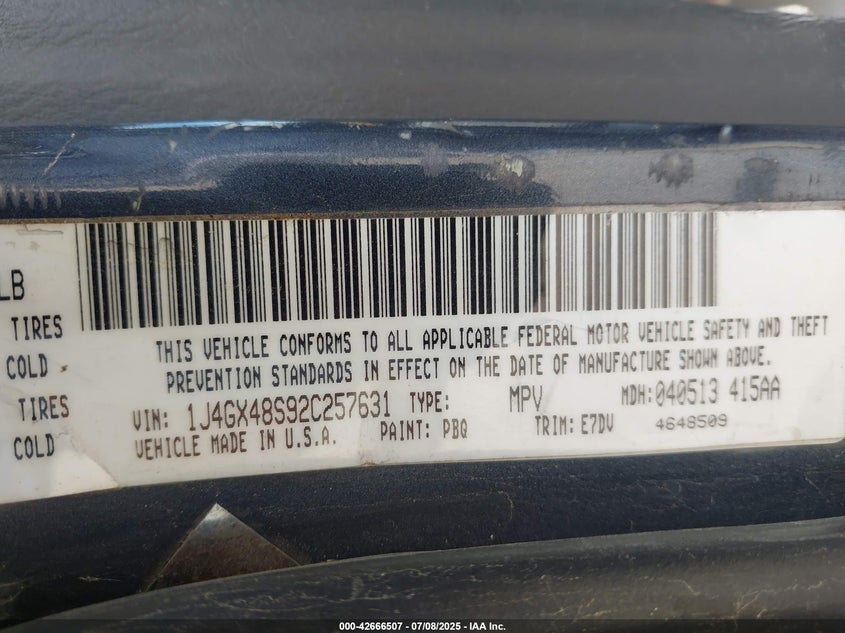 LB
TIRES
COLD
TIRES
COLD
THIS VEHICLE CONFORMS TO ALL APPLICABLE FEDERAL MOTOR VEHICLE SAFETY AND THEFT
PREVENTION STANDARDS IN EFFECT ON THE DATE OF MANUFACTURE SHOWN ABOVE.
VIN: 1J4GX48S92C257631 TYPE: MPV MDH: 040513 415AA
VEHICLE MADE IN U.S.A. PAINT: PBQ TRIM: E7DV 4648509
000-42666507 - 07/08/2025 - IAA Inc.